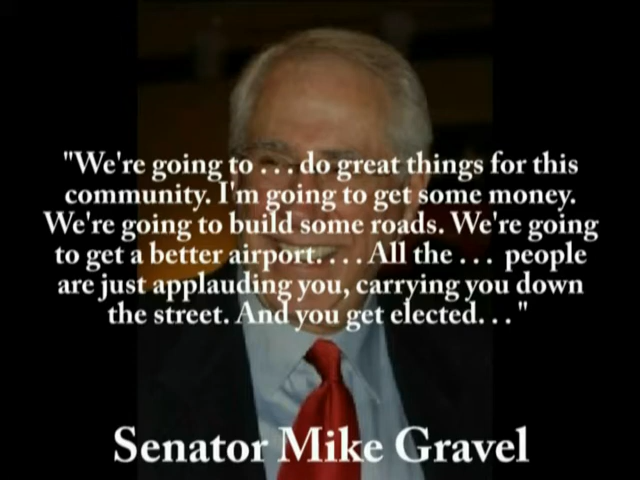 "We're going to . . . do great things for this
community. I'm going to get some money.
We're going to build some roads. We're going
to get a better airport. . . . All the . . . people
are just applauding you, carrying you down
the street. And you get elected. . . "
Senator Mike Gravel